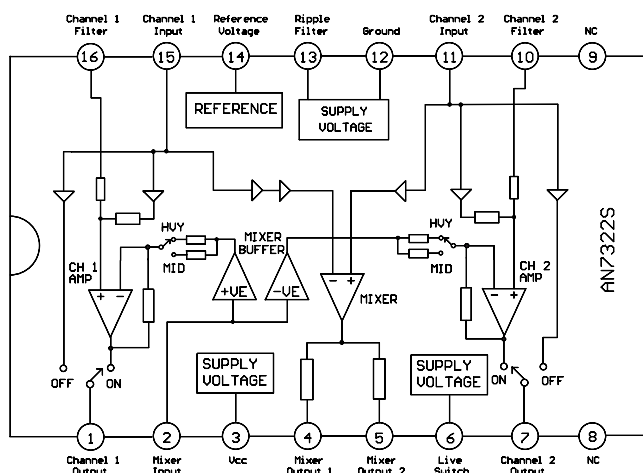 Channel 1 Filter
Channel 1 Input
Reference Voltage
Ripple Filter
Ground
Channel 2 Input
Channel 2 Filter
NC
16
15
14
13
12
11
10
9
REFERENCE
SUPPLY VOLTAGE
HVY
MID
MIXER BUFFER
HVY
MID
AN7322S
CH 1 AMP
+ -
+VE
-VE
- +
MIXER
- +
CH 2 AMP
OFF
ON
SUPPLY VOLTAGE
SUPPLY VOLTAGE
ON
OFF
1
2
3
4
5
6
7
8
Channel 1 Output
Mixer Input
Vcc
Mixer Output 1
Mixer Output 2
Live Switch
Channel 2 Output
NC